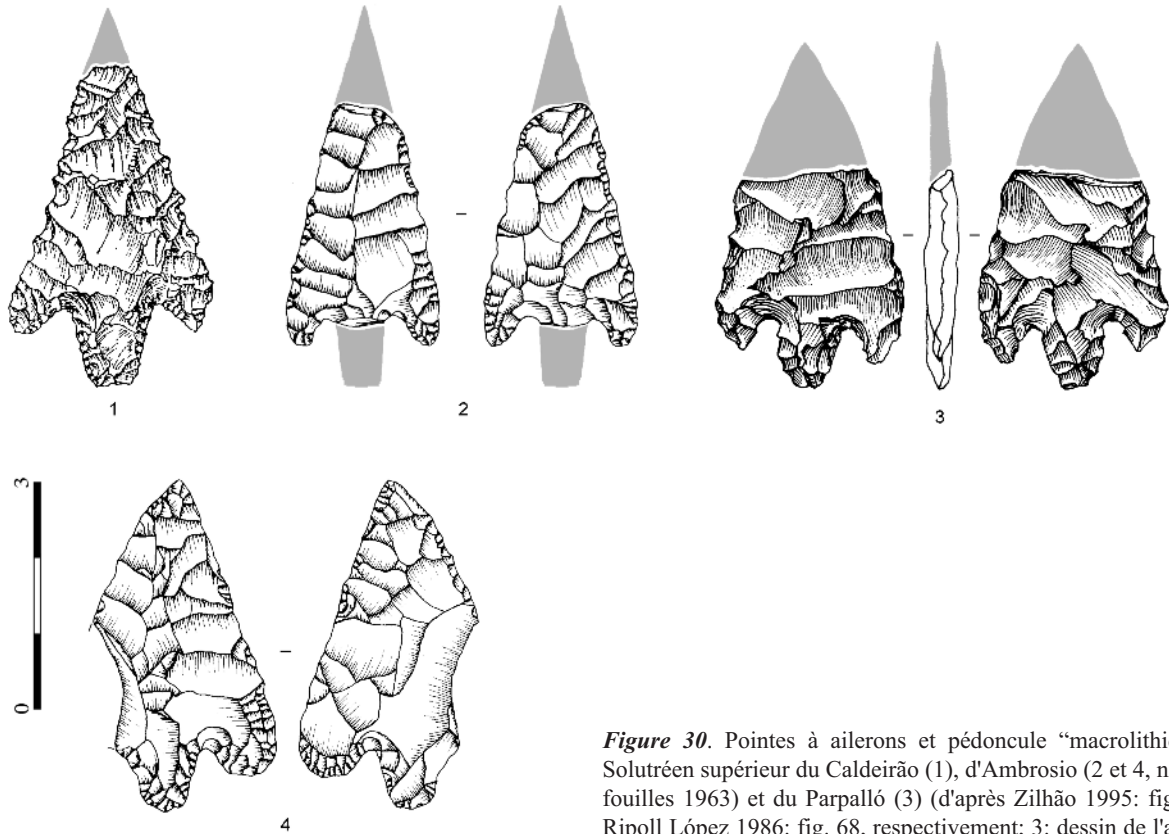 1
2
3
3
0
4
Figure 30. Pointes à ailerons et pédoncule “macrolithi
Solutréen supérieur du Caldeirão (1), d'Ambrosio (2 et 4, n
fouilles 1963) et du Parpalló (3) (d'après Zilhão 1995: fig
Ripoll López 1986: fig. 68, respectivement; 3: dessin de l'a